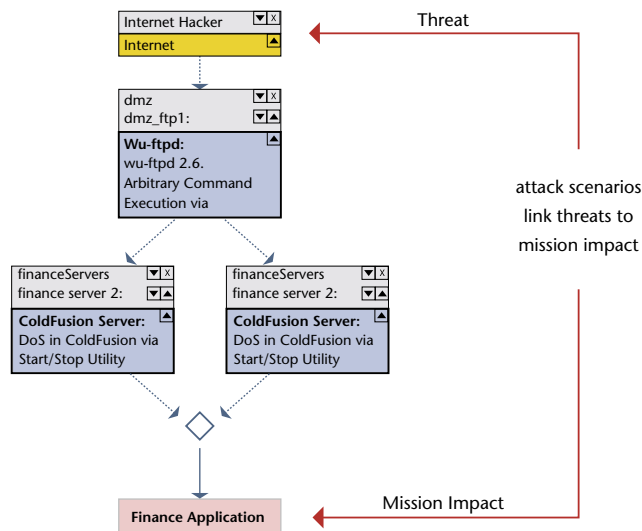 Internet Hacker
x
Internet
Threat
dmz
x
dmz_ftp1:
Wu-ftpd:
wu-ftpd 2.6.
Arbitrary Command
Execution via
attack scenarios
link threats to
mission impact
financeServers
x
finance server 2:
ColdFusion Server:
DoS in ColdFusion via
Start/Stop Utility
financeServers
x
finance server 2:
ColdFusion Server:
DoS in ColdFusion via
Start/Stop Utility
Mission Impact
Finance Application